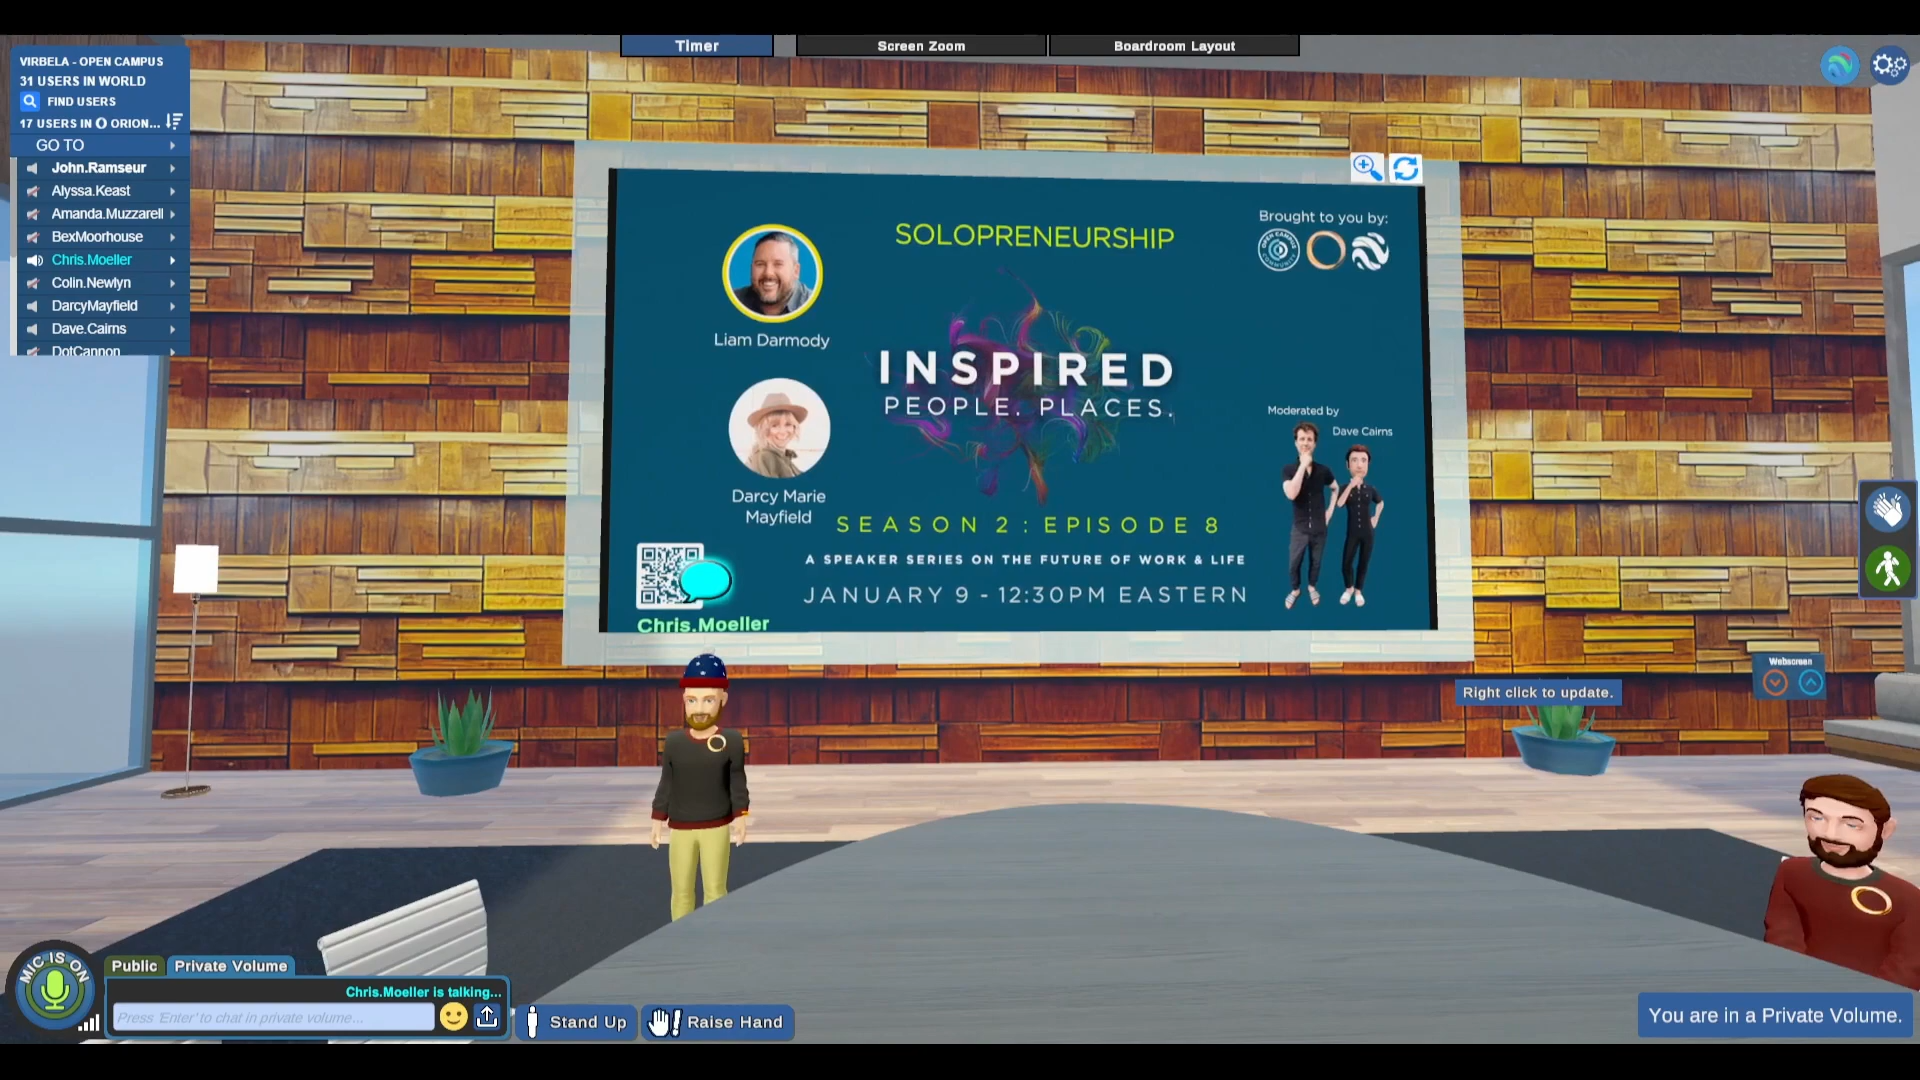 Timer
Screen Zoom
Boardroom Layout
VIRBELA - OPEN CAMPUS
31 USERS IN WORLD
FIND USERS
17 USERS IN ORION...
GO TO
John.Ramseur
Alyssa.Keast
Amanda.Muzzarell
BexMoorhouse
Chris.Moeller
Colin.Newlyn
DarcyMayfield
Dave.Cairns
DotCannon
SOLOPRENEURSHIP
Brought to you by:
OPEN CAMPUS
COMMUNITY
Liam Darmody
INSPIRED
PEOPLE. PLACES.
Moderated by
Dave Cairns
Darcy Marie
Mayfield
SEASON 2 : EPISODE 8
A SPEAKER SERIES ON THE FUTURE OF WORK & LIFE
JANUARY 9 - 12:30PM EASTERN
Chris.Moeller
Webscreen
Right click to update.
MIC IS ON
Public
Private Volume
Chris.Moeller is talking...
Press 'Enter' to chat in private volume...
Stand Up
Raise Hand
You are in a Private Volume.